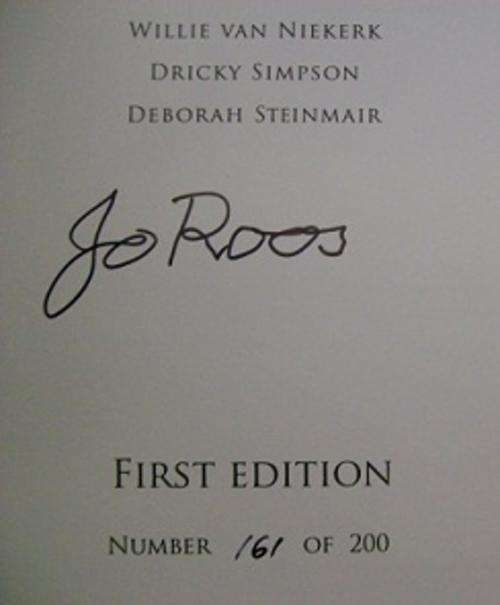 Willie van Niekerk
Dricky Simpson
Deborah Steinmair
Jo Roos
First edition
Number 161 of 200